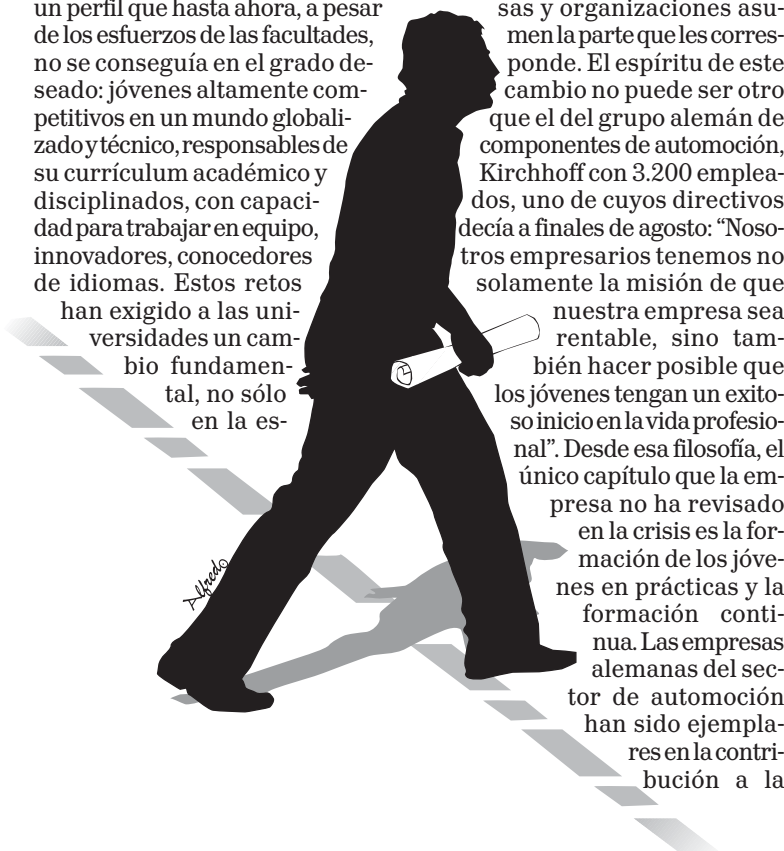 un perfil que hasta ahora, a pesar
de los esfuerzos de las facultades,
no se conseguía en el grado de-
seado: jóvenes altamente com-
petitivos en un mundo globali-
zado y técnico, responsables de
su currículum académico y
disciplinados, con capaci-
dad para trabajar en equipo,
innovadores, conocedores
de idiomas. Estos retos
han exigido a las uni-
versidades un cam-
bio fundamen-
tal, no sólo
en la es-
sas y organizaciones asu-
men la parte que les corres-
ponde. El espíritu de este
cambio no puede ser otro
que el del grupo alemán de
componentes de automoción,
Kirchhoff con 3.200 emplea-
dos, uno de cuyos directivos
decía a finales de agosto: “Noso-
tros empresarios tenemos no
solamente la misión de que
nuestra empresa sea
rentable, sino tam-
bién hacer posible que
los jóvenes tengan un exito-
so inicio en la vida profesio-
nal”. Desde esa filosofía, el
único capítulo que la em-
presa no ha revisado
en la crisis es la for-
mación de los jóve-
nes en prácticas y la
formación conti-
nua. Las empresas
alemanas del sec-
tor de automoción
han sido ejempla-
res en la contri-
bución a la
Alfredo